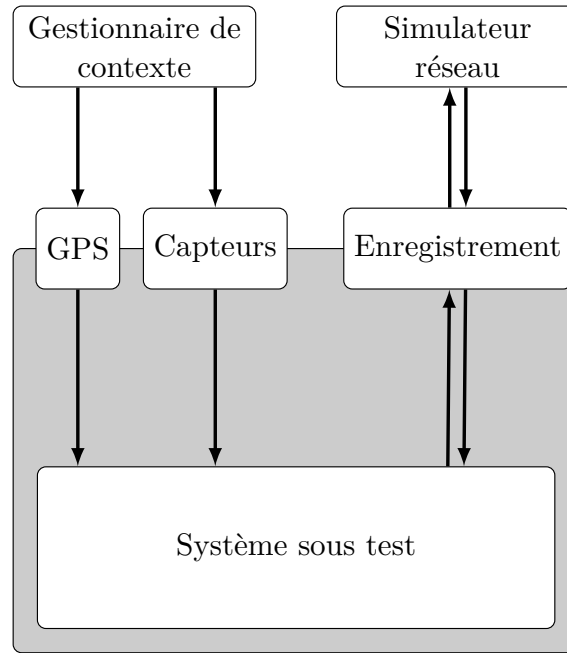 Gestionnaire de
contexte
Simulateur
réseau
GPS
Capteurs
Enregistrement
Système sous test